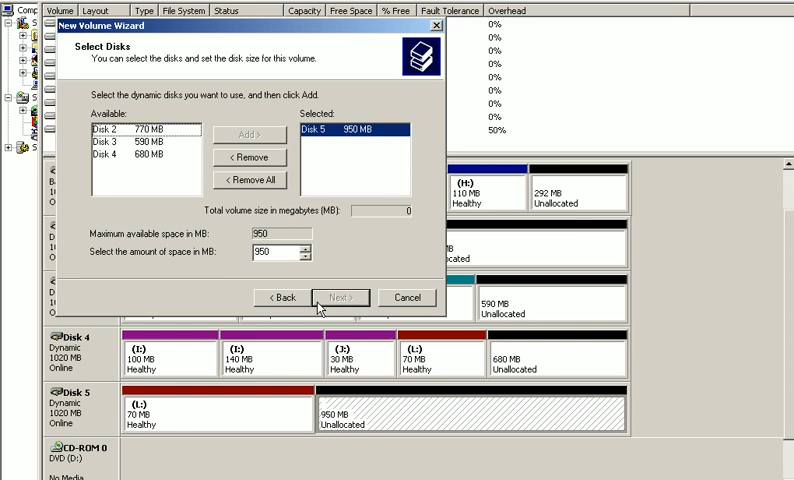 Comp
Volume Layout Type File System Status Capacity Free Space % Free Fault Tolerance Overhead
0%
0%
0%
0%
0%
0%
0%
0%
50%
New Volume Wizard
Select Disks
You can select the disks and set the disk size for this volume.
Select the dynamic disks you want to use, and then click Add.
Available:
Selected:
Disk 2 770 MB
Disk 3 590 MB
Disk 4 680 MB
Disk 5 950 MB
Add >
< Remove
< Remove All
Total volume size in megabytes (MB): 0
Maximum available space in MB: 950
Select the amount of space in MB: 950
< Back
Next >
Cancel
(H:)
110 MB
Healthy
292 MB
Unallocated
590 MB
Unallocated
Disk 4
Dynamic
1020 MB
Online
(I:)
100 MB
Healthy
(I:)
140 MB
Healthy
(J:)
30 MB
Healthy
(L:)
70 MB
Healthy
680 MB
Unallocated
Disk 5
Dynamic
1020 MB
Online
(L:)
70 MB
Healthy
950 MB
Unallocated
CD-ROM 0
DVD (D:)
No Media